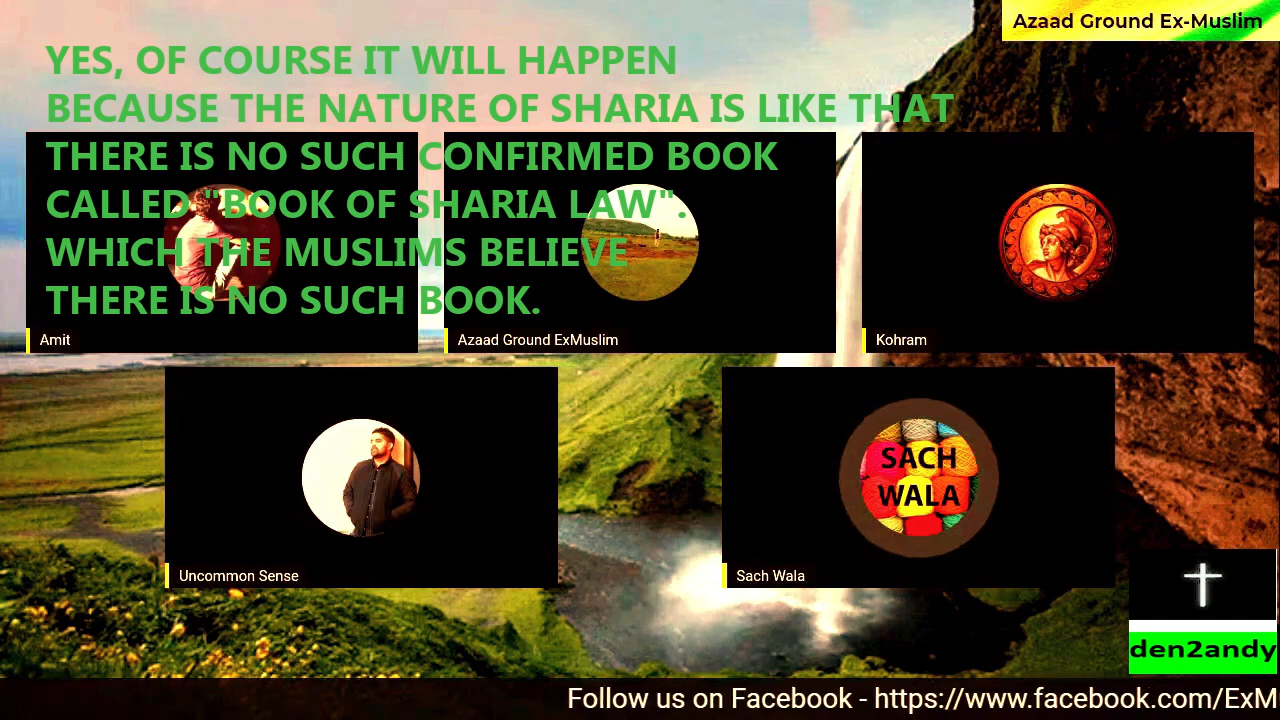 Azaad Ground Ex-Muslim
YES, OF COURSE IT WILL HAPPEN
BECAUSE THE NATURE OF SHARIA IS LIKE THAT
THERE IS NO SUCH CONFIRMED BOOK
CALLED "BOOK OF SHARIA LAW".
WHICH THE MUSLIMS BELIEVE
THERE IS NO SUCH BOOK.
Amit
Azaad Ground ExMuslim
Kohram
SACH
WALA
Uncommon Sense
Sach Wala
den2andy
Follow us on Facebook - https://www.facebook.com/ExM